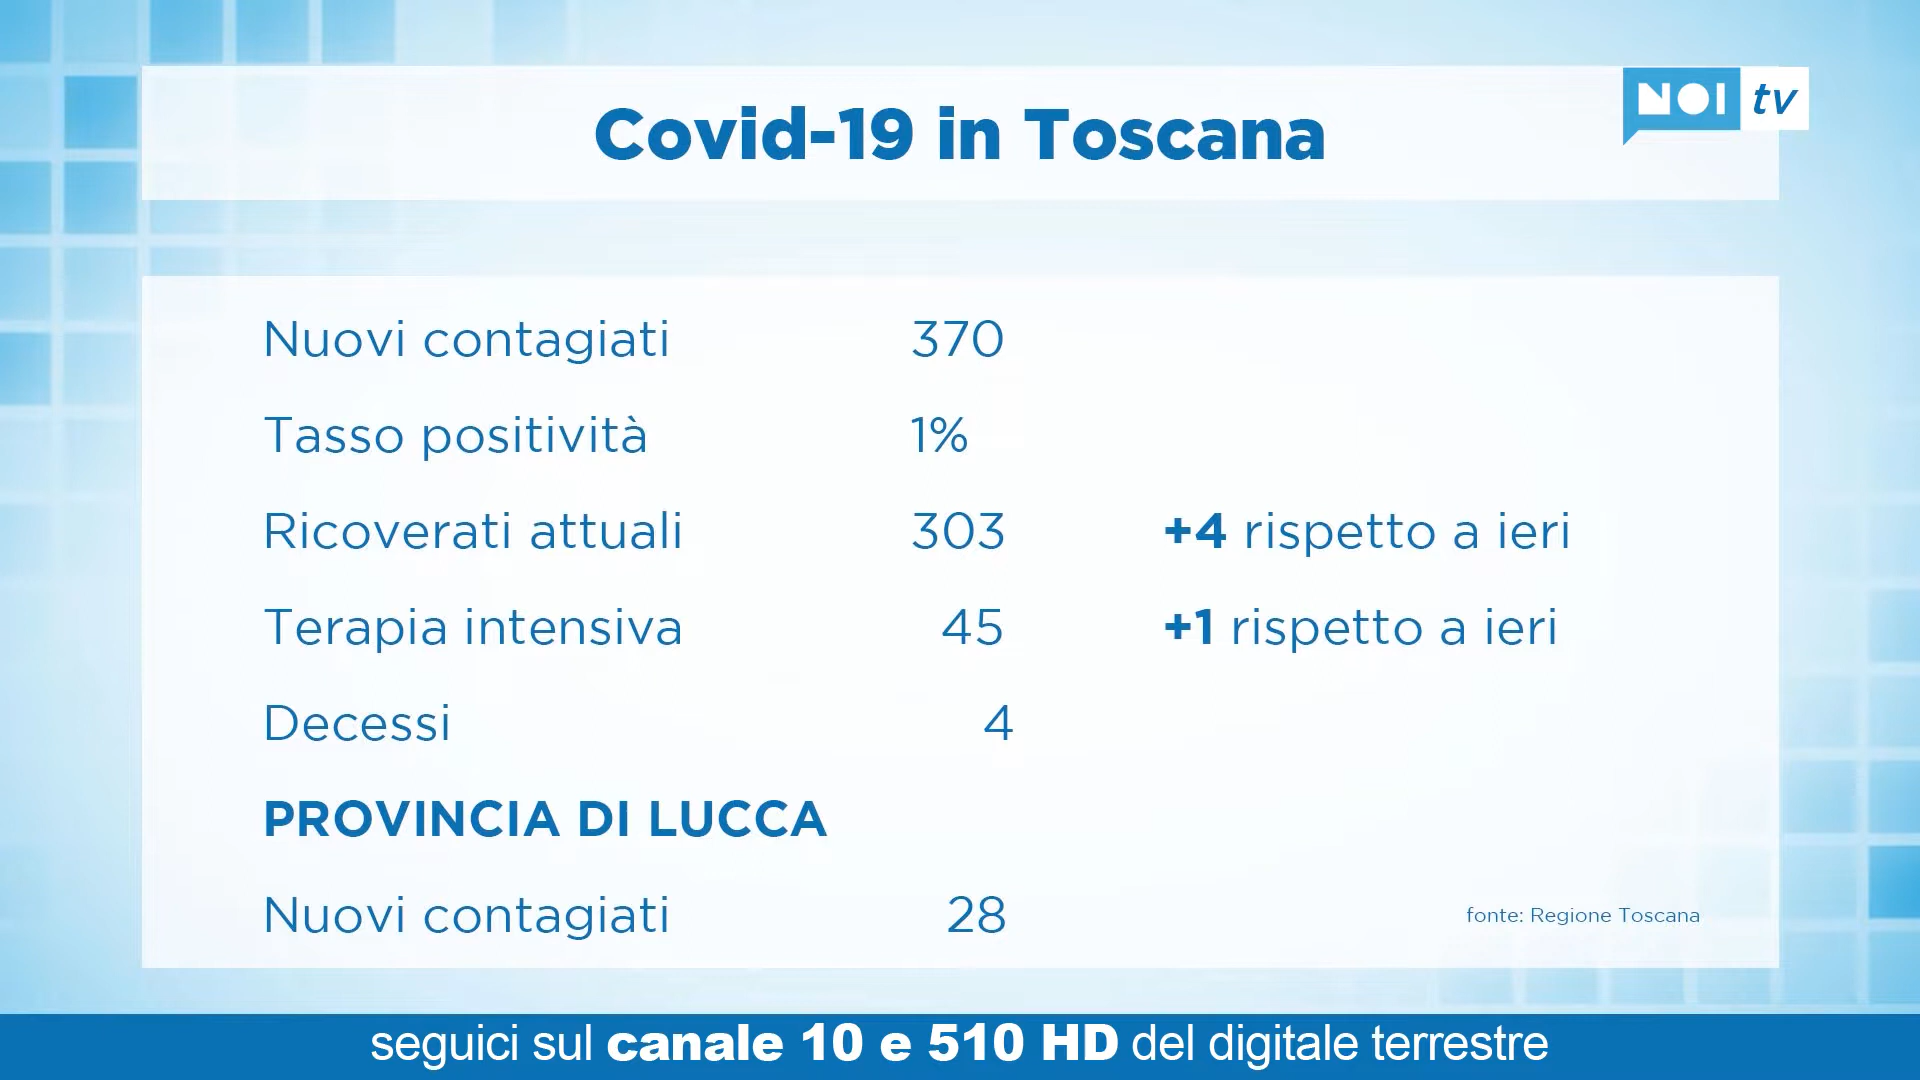 NOI tv
Covid-19 in Toscana
Nuovi contagiati 370
Tasso positività 1%
Ricoverati attuali 303 +4 rispetto a ieri
Terapia intensiva 45 +1 rispetto a ieri
Decessi 4
PROVINCIA DI LUCCA
Nuovi contagiati 28
fonte: Regione Toscana
seguici sul canale 10 e 510 HD del digitale terrestre